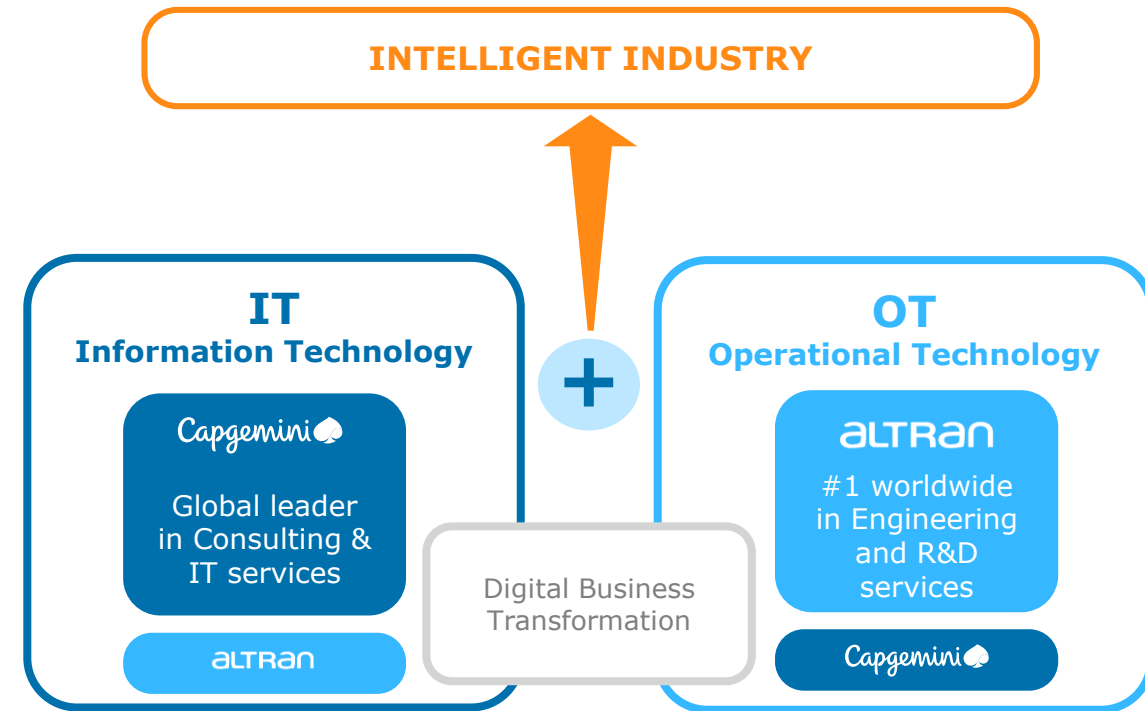 INTELLIGENT INDUSTRY
IT
Information Technology
Capgemini
Global leader
in Consulting &
IT services
ALTRAN
+
Digital Business
Transformation
OT
Operational Technology
ALTRAN
#1 worldwide
in Engineering
and R&D
services
Capgemini